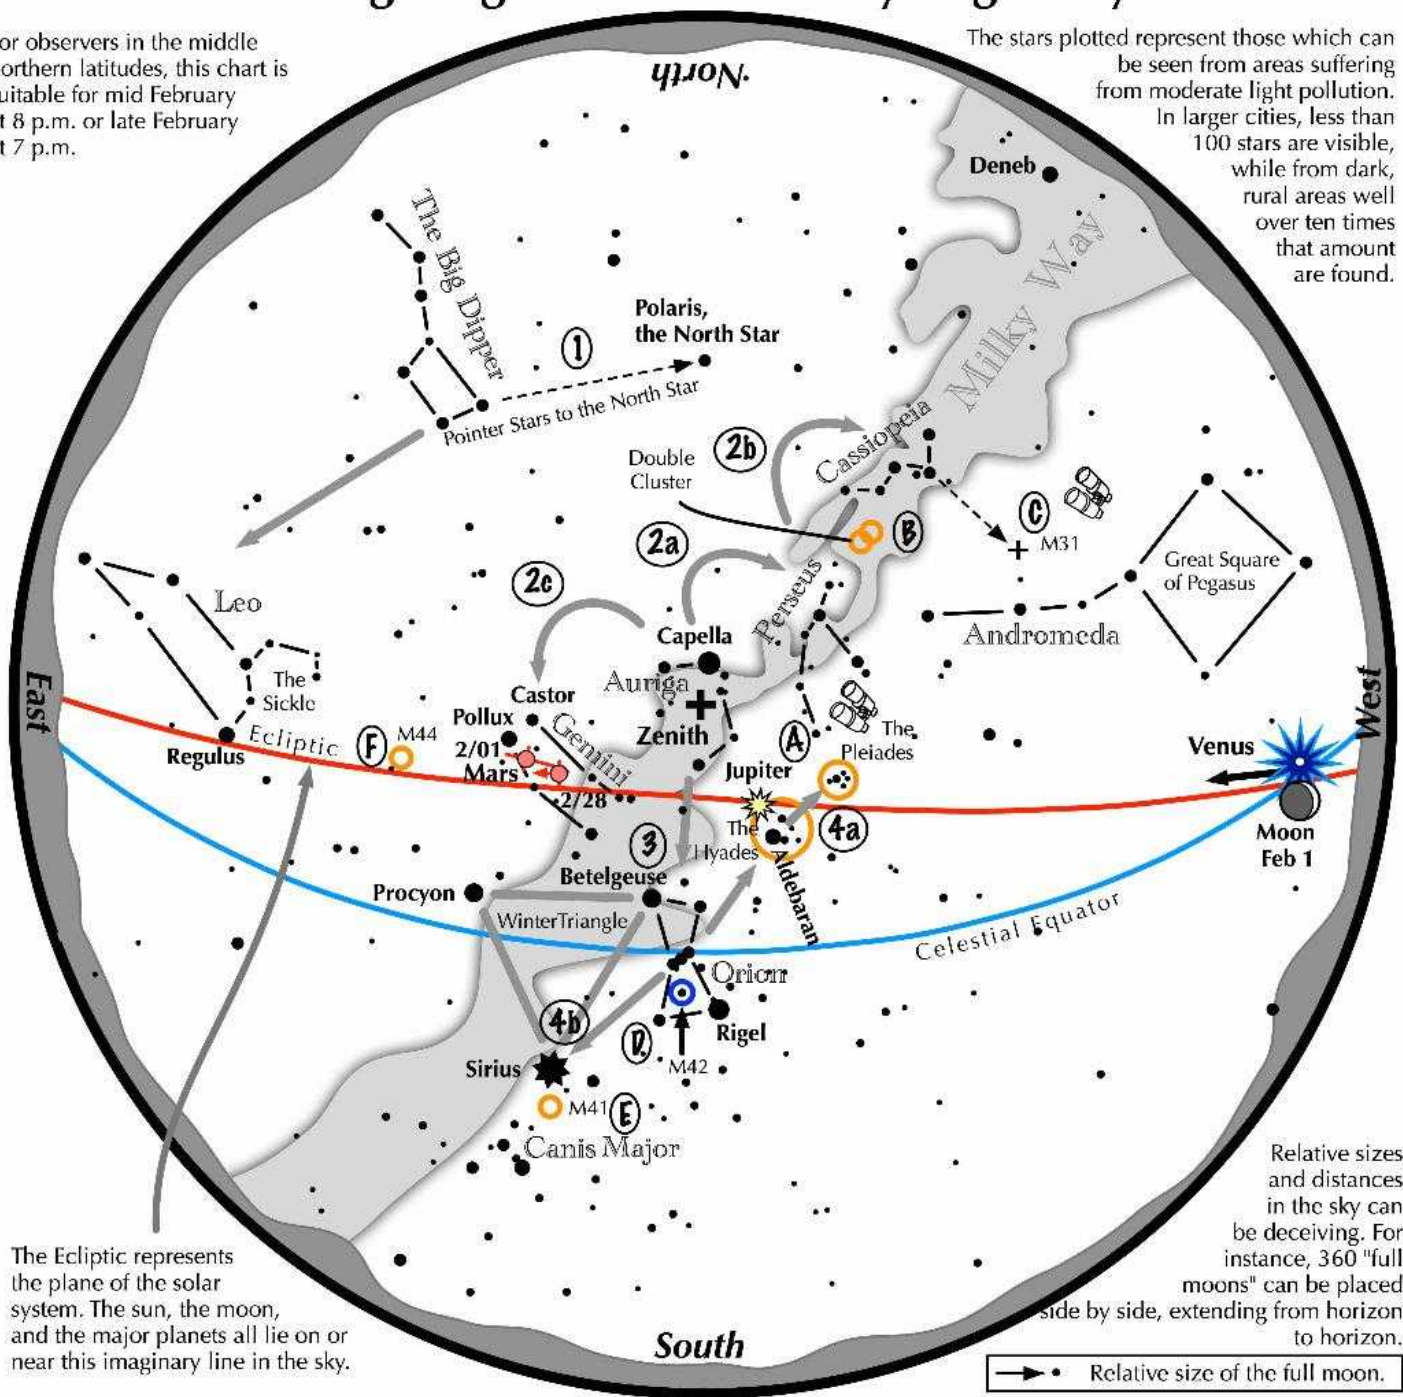 or observers in the middle
orthern latitudes, this chart is
uitable for mid February
t 8 p.m. or late February
t 7 p.m.
The stars plotted represent those which can
be seen from areas suffering
from moderate light pollution.
In larger cities, less than
100 stars are visible,
while from dark,
rural areas well
over ten times
that amount
are found.
North
Deneb
Milky Way
The Big Dipper
Polaris,
the North Star
1
Pointer Stars to the North Star
2b
Cassiopeia
Double
Cluster
B
C
M31
2a
2c
Perseus
Great Square
of Pegasus
Andromeda
Leo
The
Sickle
Capella
Auriga
Castor
Pollux
Gemini
Zenith
A
The
Pleiades
East
West
Regulus
Ecliptic
F
M44
2/01
Mars
2/28
Jupiter
Venus
Moon
Feb 1
3
The
Hyades
4a
Aldebaran
Betelgeuse
Procyon
WinterTriangle
Celestial Equator
Orion
4b
D.
Rigel
M42
Sirius
M41
E
Canis Major
The Ecliptic represents
the plane of the solar
system. The sun, the moon,
and the major planets all lie on or
near this imaginary line in the sky.
South
Relative sizes
and distances
in the sky can
be deceiving. For
instance, 360 "full
moons" can be placed
side by side, extending from horizon
to horizon.
Relative size of the full moon.